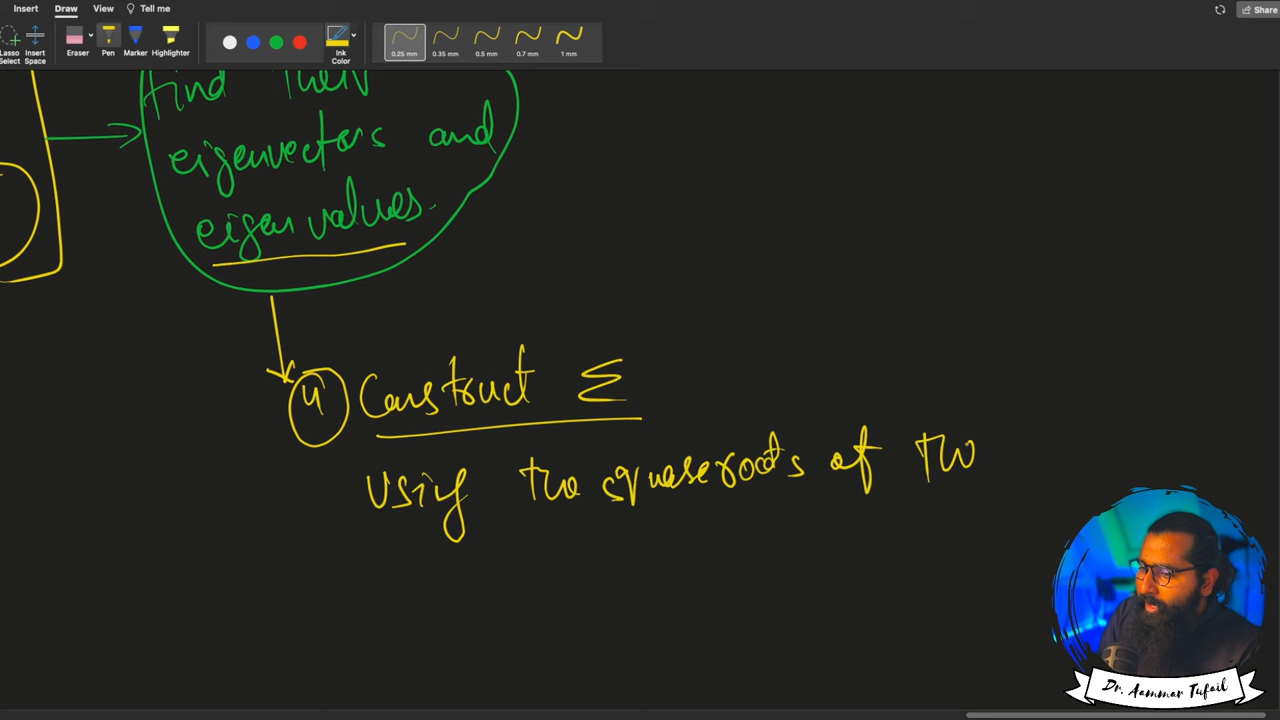 Insert Draw View Tell me
Share
Lasso Select
Insert Space
Eraser
Pen
Marker
Highlighter
Ink Color
0.25 mm
0.35 mm
0.5 mm
0.7 mm
1 mm
find their
eigenvectors and
eigenvalues.
4 Construct Σ
Using the squareroots of the
Dr. Aammar Tufail